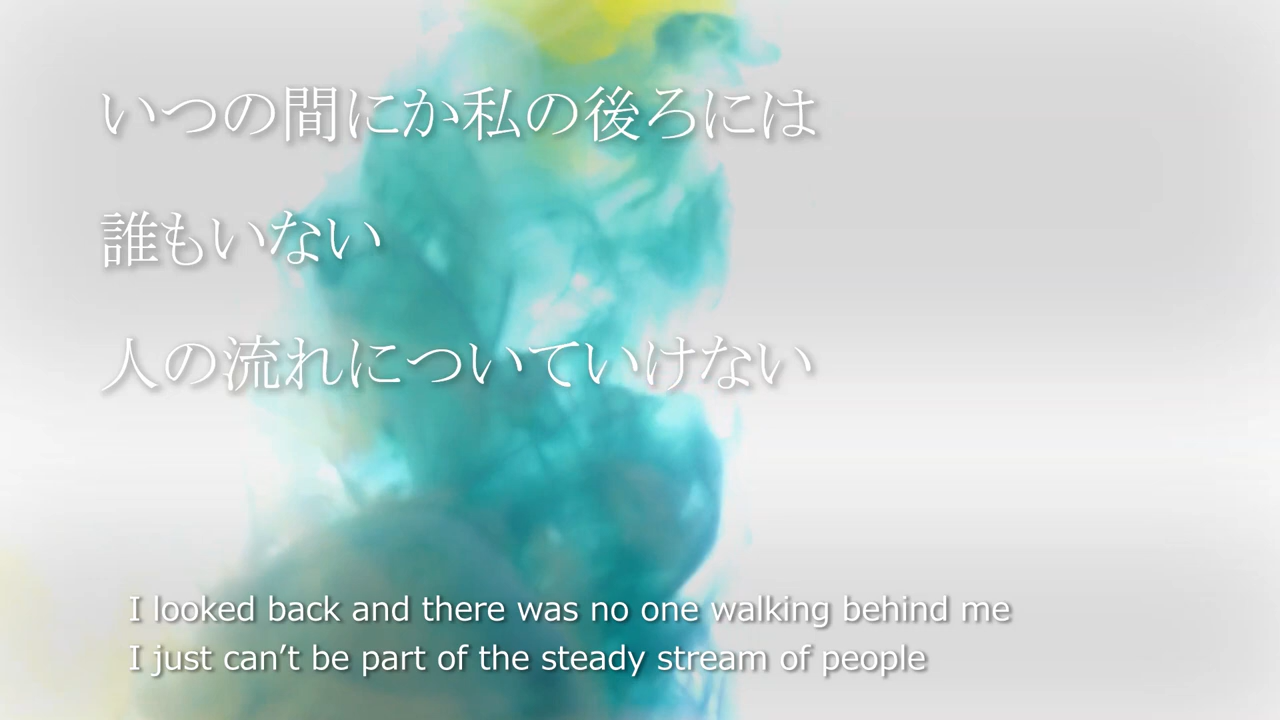 いつの間にか私の後ろには
誰もいない
人の流れについていけない
I looked back and there was no one walking behind me
I just can’t be part of the steady stream of people